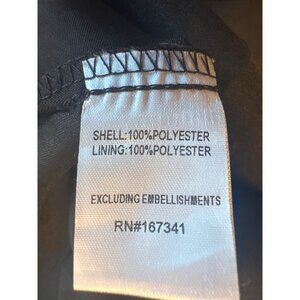 SHELL:100%POLYESTER
LINING:100%POLYESTER
EXCLUDING EMBELLISHMENTS
RN#167341